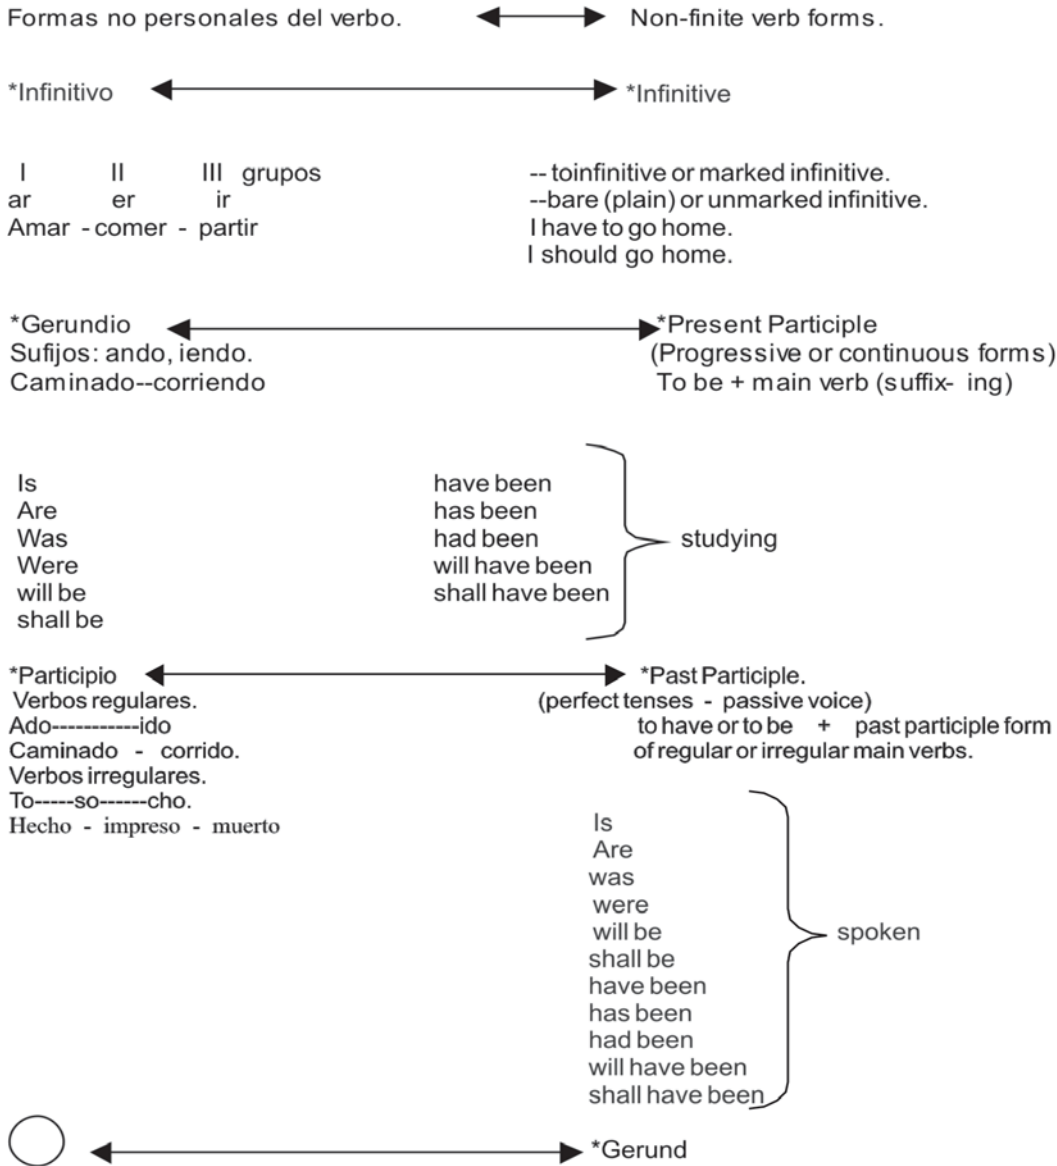 Formas no personales del verbo. Non-finite verb forms.
*Infinitivo *Infinitive
I II III grupos -- toinfinitive or marked infinitive.
ar er ir --bare (plain) or unmarked infinitive.
Amar - comer - partir I have to go home.
I should go home.
*Gerundio *Present Participle
Sufijos: ando, iendo. (Progressive or continuous forms)
Caminado--corriendo To be + main verb (suffix- ing)
Is have been
Are has been
Was had been studying
Were will have been
will be shall have been
shall be
*Participio *Past Participle.
Verbos regulares. (perfect tenses - passive voice)
Ado-----------ido to have or to be + past participle form
Caminado - corrido. of regular or irregular main verbs.
Verbos irregulares.
To-----so------cho.
Hecho - impreso - muerto
Is
Are
was
were
will be spoken
shall be
have been
has been
had been
will have been
shall have been
*Gerund